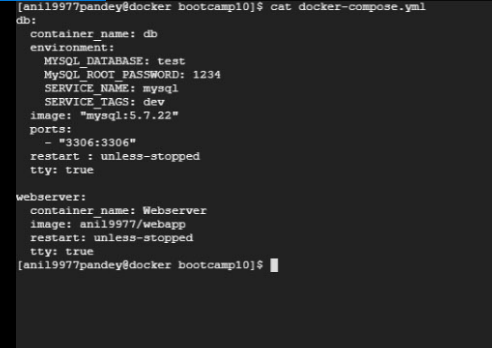 [anil9977pandey@docker bootcamp10]$ cat docker-compose.yml
db:
  container_name: db
  environment:
    MYSQL_DATABASE: test
    MySQL_ROOT_PASSWORD: 1234
    SERVICE_NAME: mysql
    SERVICE_TAGS: dev
  image: "mysql:5.7.22"
  ports:
    - "3306:3306"
  restart : unless-stopped
  tty: true

webserver:
  container_name: Webserver
  image: anil9977/webapp
  restart: unless-stopped
  tty: true
[anil9977pandey@docker bootcamp10]$